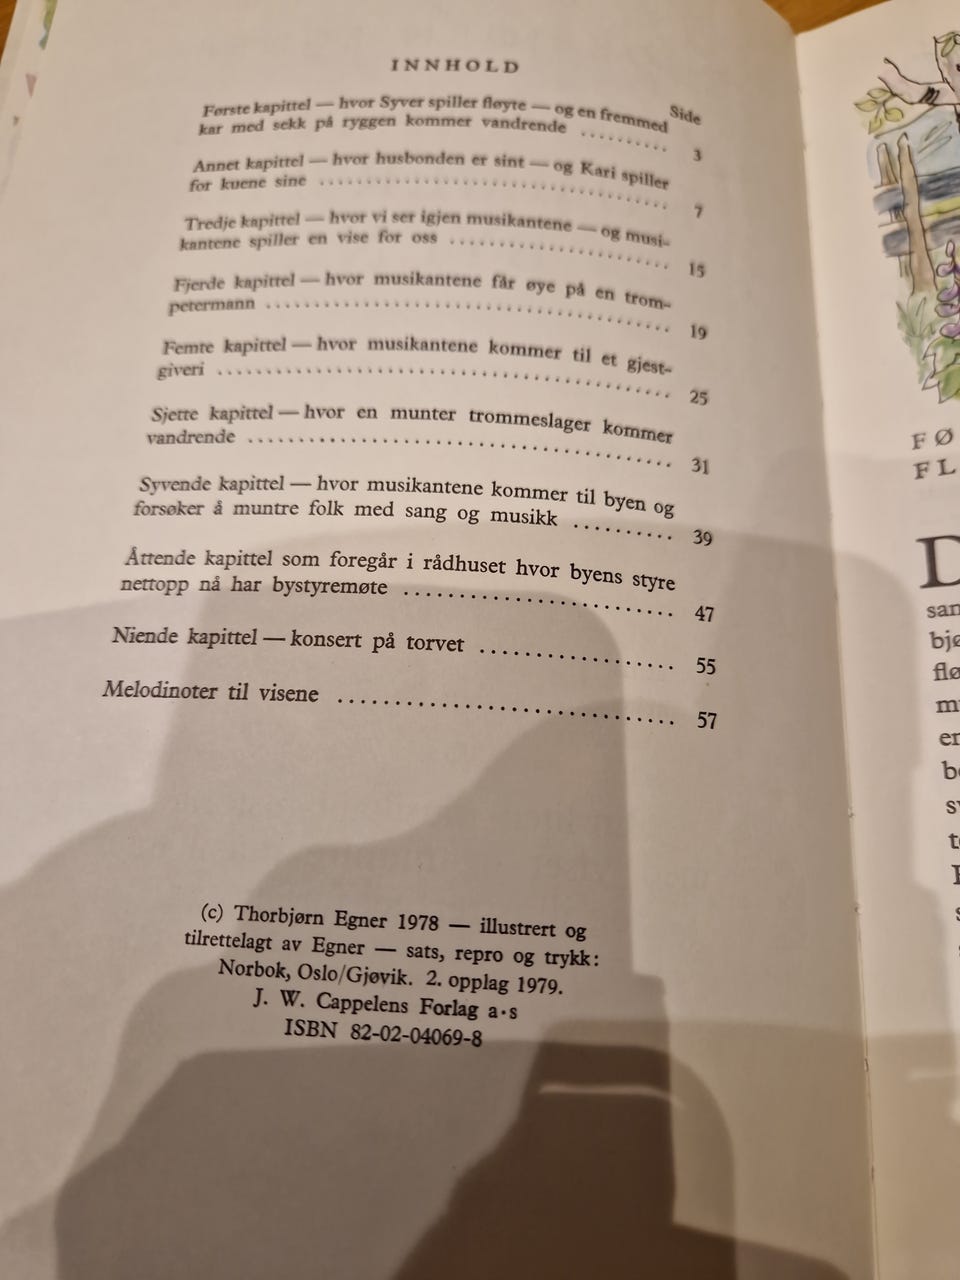 INNHOLD
Side
Første kapittel — hvor Syver spiller fløyte — og en fremmed
kar med sekk på ryggen kommer vandrende .......... 3
Annet kapittel — hvor husbonden er sint — og Kari spiller
for kuene sine .......... 7
Tredje kapittel — hvor vi ser igjen musikantene — og musi-
kantene spiller en vise for oss .......... 15
Fjerde kapittel — hvor musikantene får øye på en trom-
petermann .......... 19
Femte kapittel — hvor musikantene kommer til et gjest-
giveri .......... 25
Sjette kapittel — hvor en munter trommeslager kommer
vandrende .......... 31
Syvende kapittel — hvor musikantene kommer til byen og
forsøker å muntre folk med sang og musikk .......... 39
Åttende kapittel som foregår i rådhuset hvor byens styre
nettopp nå har bystyremøte .......... 47
Niende kapittel — konsert på torvet .......... 55
Melodinoter til visene .......... 57
(c) Thorbjørn Egner 1978 — illustrert og
tilrettelagt av Egner — sats, repro og trykk:
Norbok, Oslo/Gjøvik. 2. opplag 1979.
J. W. Cappelens Forlag a·s
ISBN 82-02-04069-8
FØ
FL
D
san
bjø
flø
en